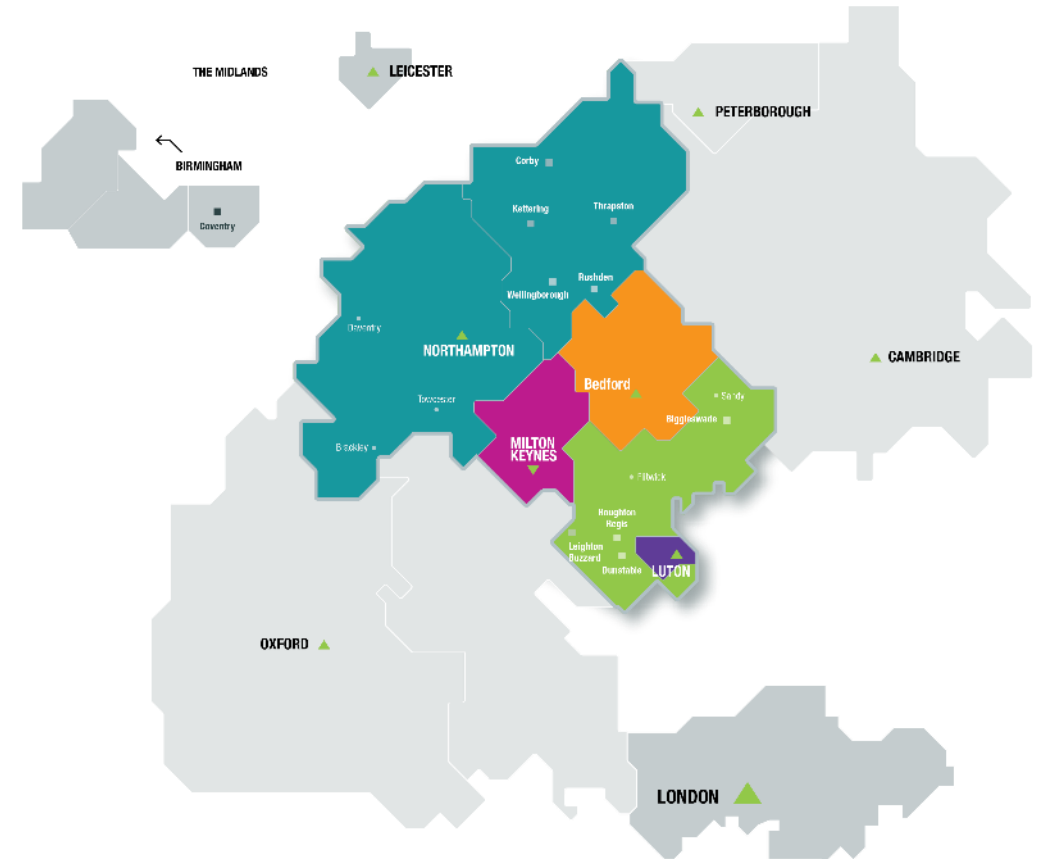 THE MIDLANDS
LEICESTER
PETERBOROUGH
BIRMINGHAM
Coventry
Corby
Kettering
Thrapston
Rushden
Wellingborough
Daventry
NORTHAMPTON
CAMBRIDGE
Bedford
Towcester
Sandy
Biggleswade
Brackley
MILTON
KEYNES
Flitwick
Houghton
Regis
Leighton
Buzzard
Dunstable
LUTON
OXFORD
LONDON